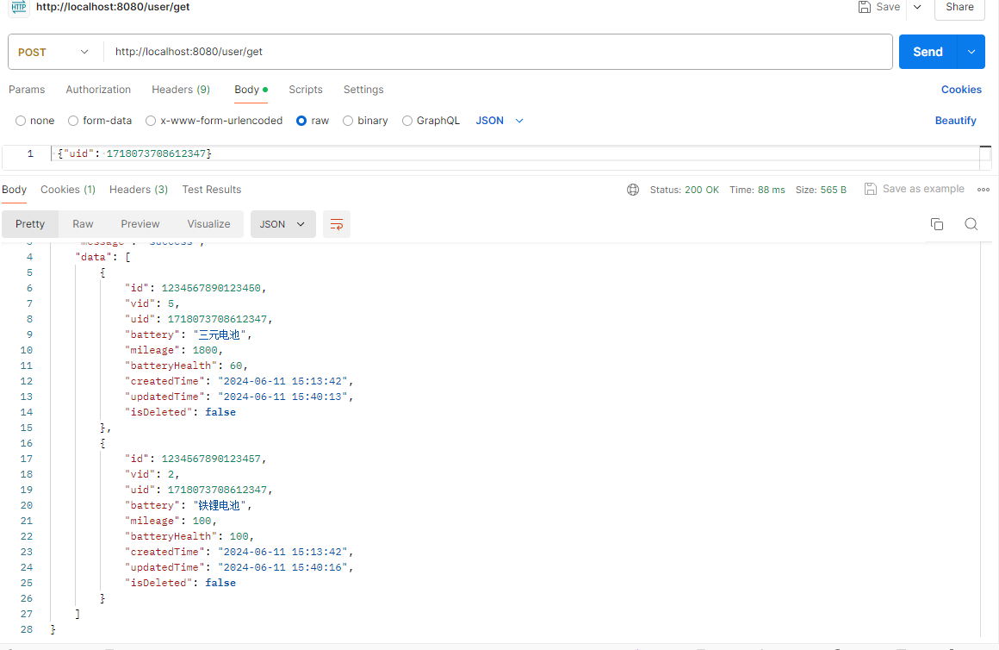 HTTP http://localhost:8080/user/get Save Share
POST http://localhost:8080/user/get Send
Params Authorization Headers (9) Body Scripts Settings Cookies
none form-data x-www-form-urlencoded raw binary GraphQL JSON Beautify
1 {"uid": 1718073708612347}
Body Cookies (1) Headers (3) Test Results Status: 200 OK Time: 88 ms Size: 565 B Save as example
Pretty Raw Preview Visualize JSON
3 "message": "success",
4 "data": [
5 {
6 "id": 1234567890123450,
7 "vid": 5,
8 "uid": 1718073708612347,
9 "battery": "三元电池",
10 "mileage": 1800,
11 "batteryHealth": 60,
12 "createdTime": "2024-06-11 15:13:42",
13 "updatedTime": "2024-06-11 15:40:13",
14 "isDeleted": false
15 },
16 {
17 "id": 1234567890123457,
18 "vid": 2,
19 "uid": 1718073708612347,
20 "battery": "铁锂电池",
21 "mileage": 100,
22 "batteryHealth": 100,
23 "createdTime": "2024-06-11 15:13:42",
24 "updatedTime": "2024-06-11 15:40:16",
25 "isDeleted": false
26 }
27 ]
28 }